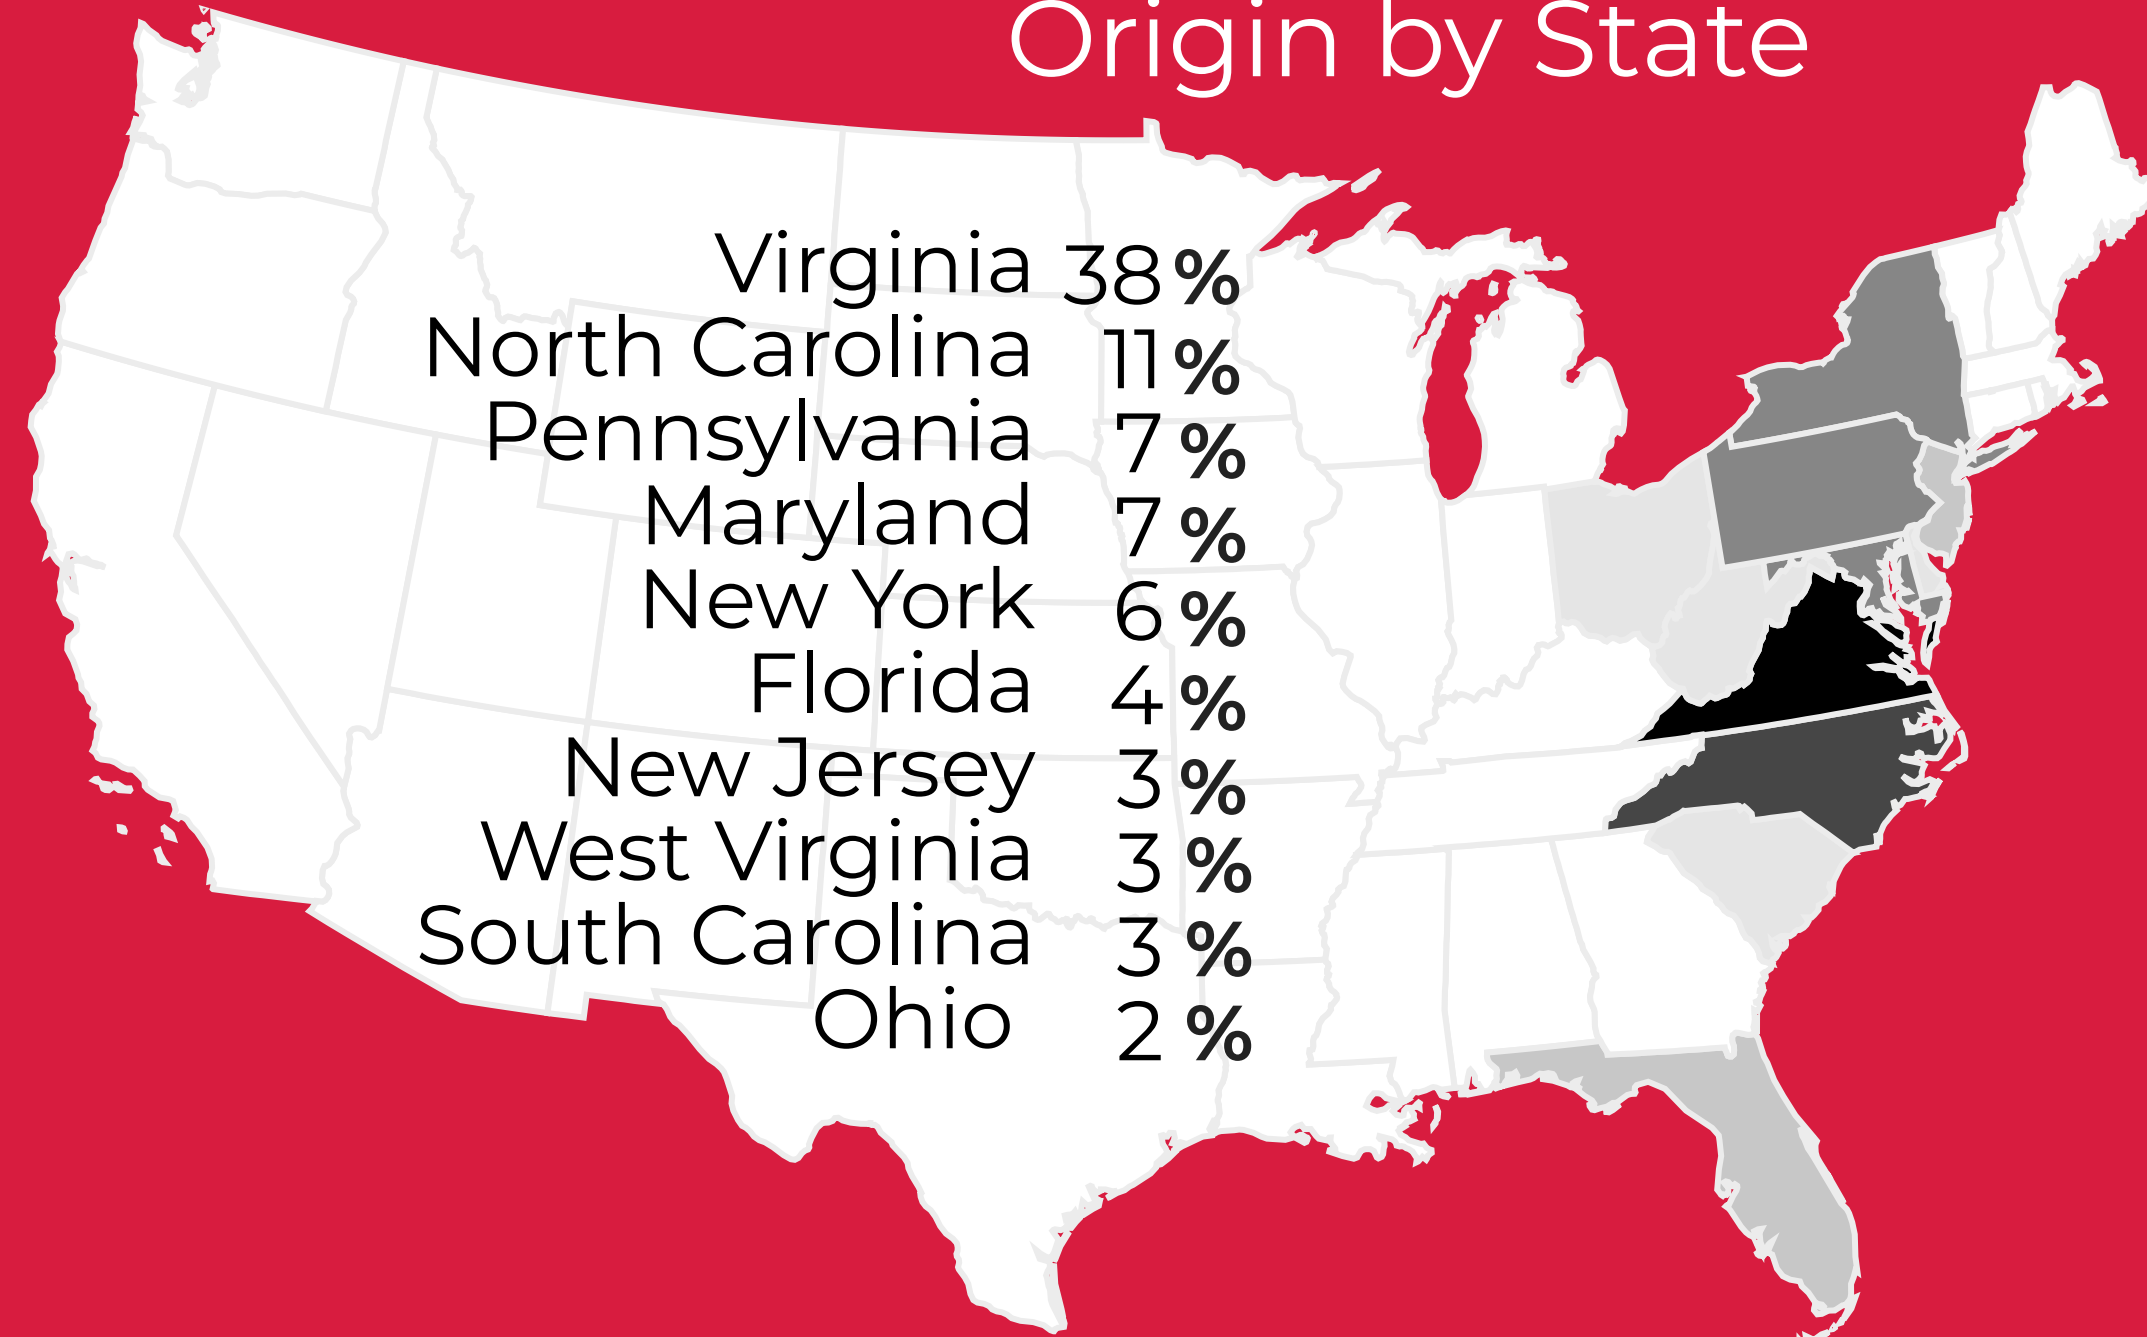 Origin by State
Virginia 38%
North Carolina 11%
Pennsylvania 7%
Maryland 7%
New York 6%
Florida 4%
New Jersey 3%
West Virginia 3%
South Carolina 3%
Ohio 2%